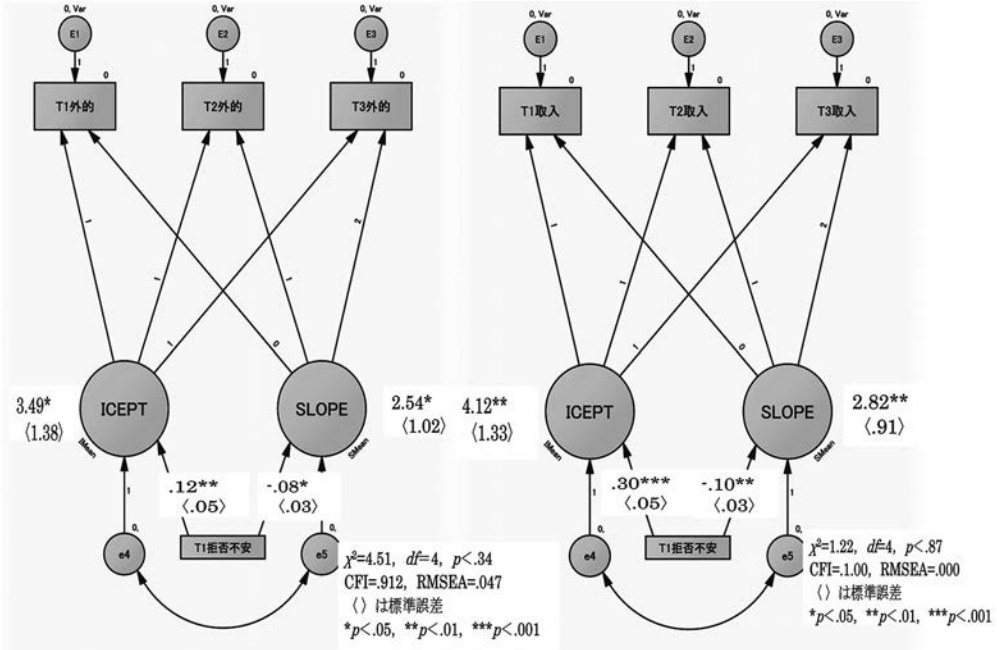 0, Var
E1
1
0
T1外的
0, Var
E2
1
0
T2外的
0, Var
E3
1
0
T3外的
1
1
1
0
1
2
3.49*
〈1.38〉
ICEPT
IMean
SLOPE
SMean
2.54*
〈1.02〉
.12**
〈.05〉
-.08*
〈.03〉
1
0,
e4
T1拒否不安
0,
e5
χ²=4.51, df=4, p<.34
CFI=.912, RMSEA=.047
〈 〉は標準誤差
*p<.05, **p<.01, ***p<.001
0, Var
E1
1
0
T1取入
0, Var
E2
1
0
T2取入
0, Var
E3
1
0
T3取入
1
1
1
0
1
2
4.12**
〈1.33〉
ICEPT
IMean
SLOPE
SMean
2.82**
〈.91〉
.30***
〈.05〉
-.10**
〈.03〉
1
1
0,
e4
T1拒否不安
0,
e5
χ²=1.22, df=4, p<.87
CFI=.1.00, RMSEA=.000
〈 〉は標準誤差
*p<.05, **p<.01, ***p<.001